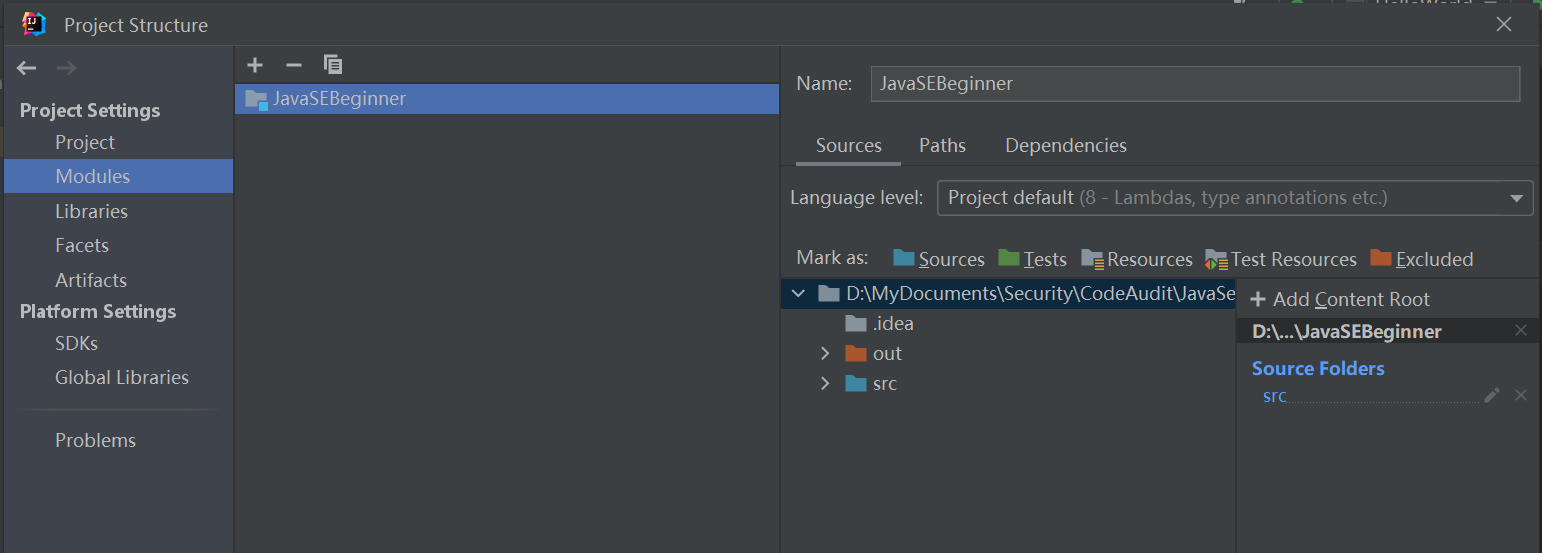 Project Structure
Project Settings
Project
Modules
Libraries
Facets
Artifacts
Platform Settings
SDKs
Global Libraries
Problems
JavaSEBeginner
Name: JavaSEBeginner
Sources Paths Dependencies
Language level: Project default (8 - Lambdas, type annotations etc.)
Mark as: Sources Tests Resources Test Resources Excluded
D:\MyDocuments\Security\CodeAudit\JavaSe
.idea
out
src
+ Add Content Root
D:\...\JavaSEBeginner
Source Folders
src